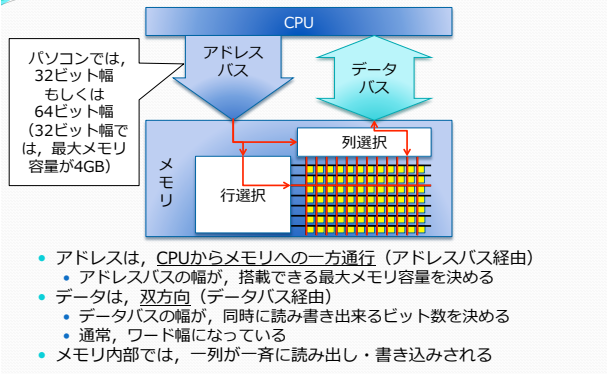 CPU
アドレス
バス
データ
バス
パソコンでは，
32ビット幅
もしくは
64ビット幅
（32ビット幅で
は，最大メモリ
容量が4GB）
メ
モ
リ
列選択
行選択
• アドレスは，CPUからメモリへの一方通行（アドレスバス経由）
• アドレスバスの幅が，搭載できる最大メモリ容量を決める
• データは，双方向（データバス経由）
• データバスの幅が，同時に読み書き出来るビット数を決める
• 通常，ワード幅になっている
• メモリ内部では，一列が一斉に読み出し・書き込みされる